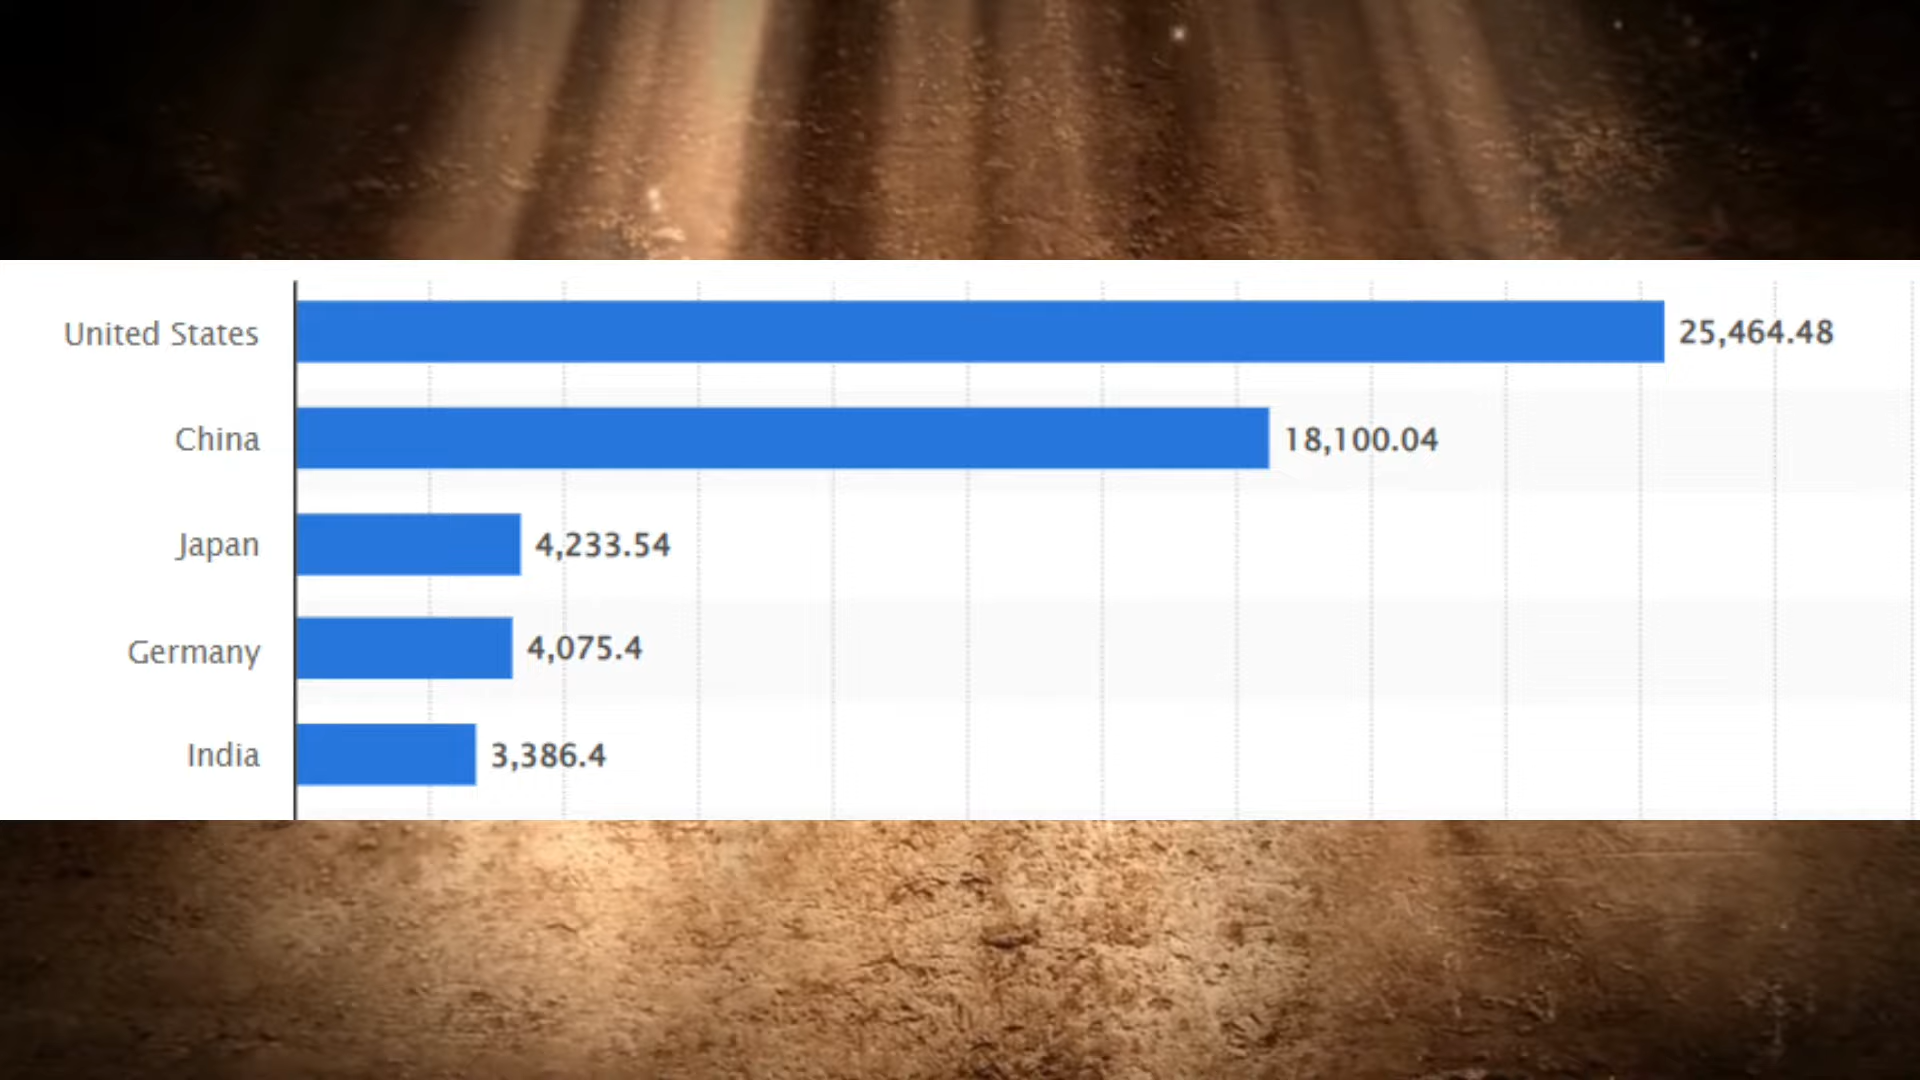 United States 25,464.48
China 18,100.04
Japan 4,233.54
Germany 4,075.4
India 3,386.4